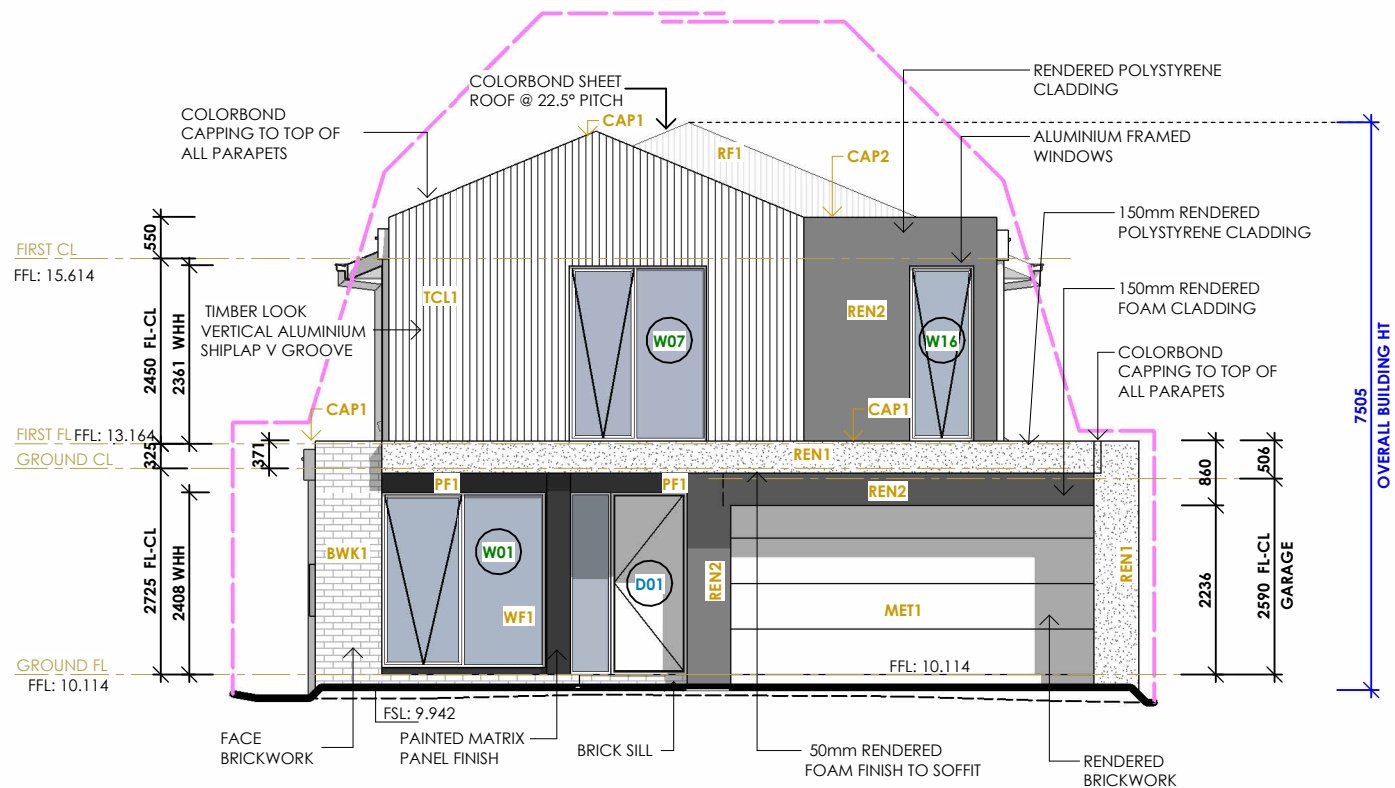 COLORBOND SHEET
ROOF @ 22.5° PITCH
RENDERED POLYSTYRENE
CLADDING
COLORBOND
CAPPING TO TOP OF
ALL PARAPETS
CAP1
ALUMINIUM FRAMED
WINDOWS
RF1
CAP2
150mm RENDERED
POLYSTYRENE CLADDING
550
FIRST CL
FFL: 15.614
150mm RENDERED
FOAM CLADDING
TCL1
REN2
TIMBER LOOK
VERTICAL ALUMINIUM
SHIPLAP V GROOVE
W07
W16
2450 FL-CL
2361 WHH
COLORBOND
CAPPING TO TOP OF
ALL PARAPETS
7505
OVERALL BUILDING HT
CAP1
CAP1
FIRST FL FFL: 13.164
325
371
GROUND CL
REN1
860
506
PF1
PF1
REN2
2725 FL-CL
2408 WHH
BWK1
W01
D01
REN2
REN1
WF1
MET1
2236
2590 FL-CL
GARAGE
GROUND FL
FFL: 10.114
FFL: 10.114
FSL: 9.942
FACE
BRICKWORK
PAINTED MATRIX
PANEL FINISH
BRICK SILL
50mm RENDERED
FOAM FINISH TO SOFFIT
RENDERED
BRICKWORK